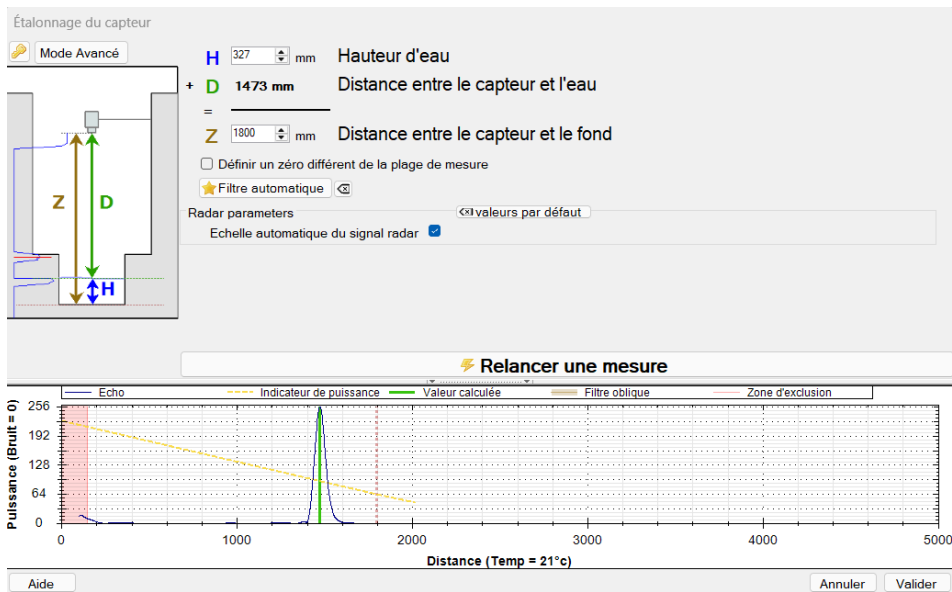 Étalonnage du capteur
Mode Avancé
H 327 mm Hauteur d'eau
+ D 1473 mm Distance entre le capteur et l'eau
=
Z 1800 mm Distance entre le capteur et le fond
Définir un zéro différent de la plage de mesure
Filtre automatique
Radar parameters valeurs par défaut
Echelle automatique du signal radar
Z D
H
Relancer une mesure
Echo Indicateur de puissance Valeur calculée Filtre oblique Zone d'exclusion
Puissance (Bruit = 0)
256
192
128
64
0
0 1000 2000 3000 4000 5000
Distance (Temp = 21°c)
Aide Annuler Valider